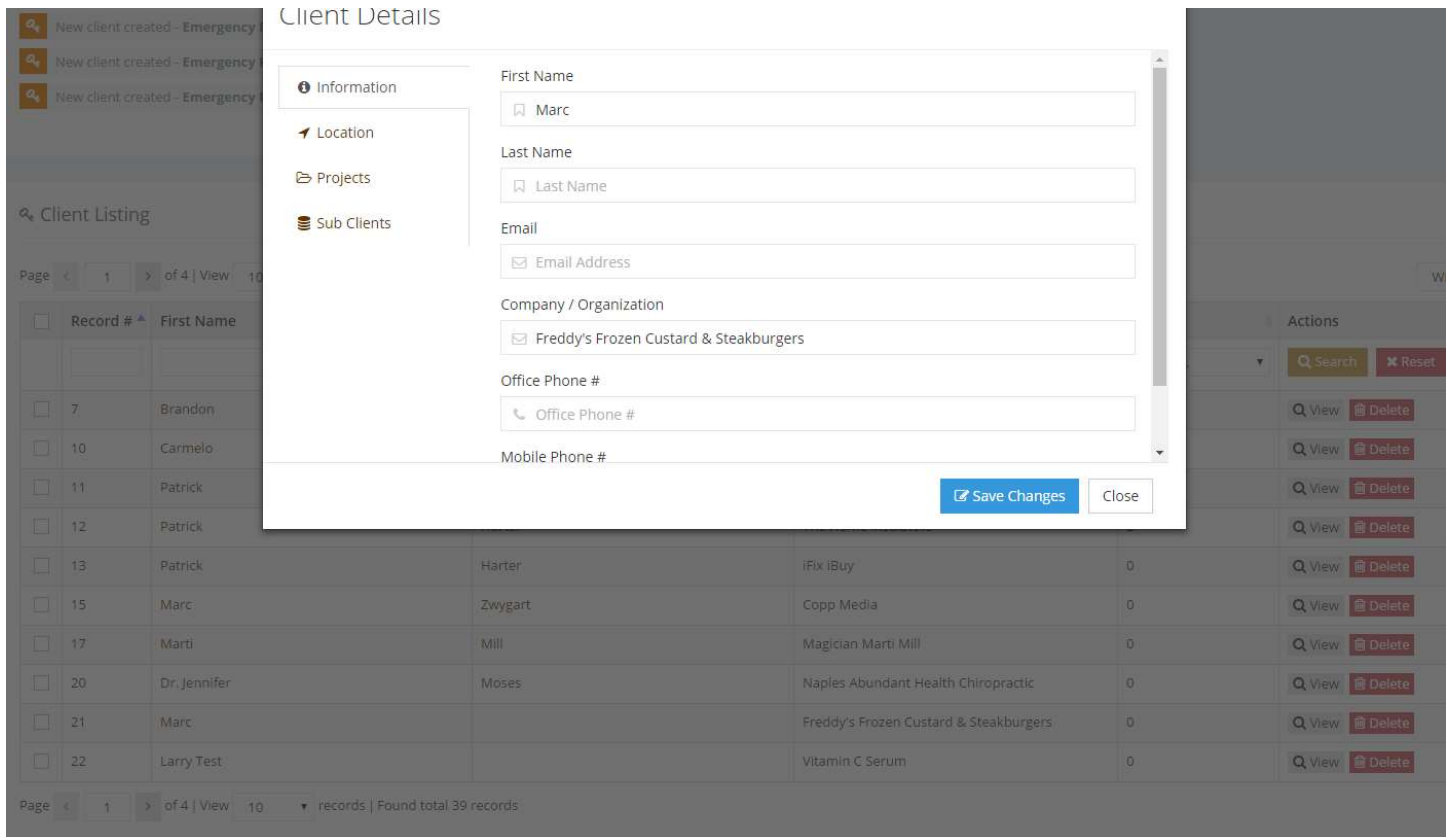 Client Details
New client created - Emergency
New client created - Emergency
New client created - Emergency
Information
Location
Projects
Sub Clients
First Name
Marc
Last Name
Last Name
Email
Email Address
Company / Organization
Freddy's Frozen Custard & Steakburgers
Office Phone #
Office Phone #
Mobile Phone #
Save Changes Close
Client Listing
Page 1 of 4 | View 10
Record # First Name Actions
Search Reset
7 Brandon View Delete
10 Carmelo View Delete
11 Patrick View Delete
12 Patrick View Delete
13 Patrick Harter iFix iBuy 0 View Delete
15 Marc Zwygart Copp Media 0 View Delete
17 Marti Mill Magician Marti Mill 0 View Delete
20 Dr. Jennifer Moses Naples Abundant Health Chiropractic 0 View Delete
21 Marc Freddy's Frozen Custard & Steakburgers 0 View Delete
22 Larry Test Vitamin C Serum 0 View Delete
Page 1 of 4 | View 10 records | Found total 39 records